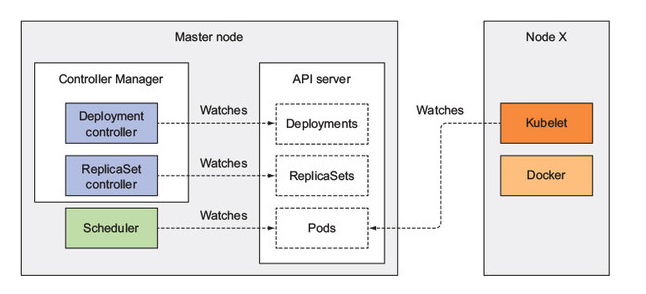 Master node
Node X
Controller Manager
API server
Deployment
controller
Watches
Deployments
Watches
Kubelet
ReplicaSet
controller
Watches
ReplicaSets
Docker
Scheduler
Watches
Pods